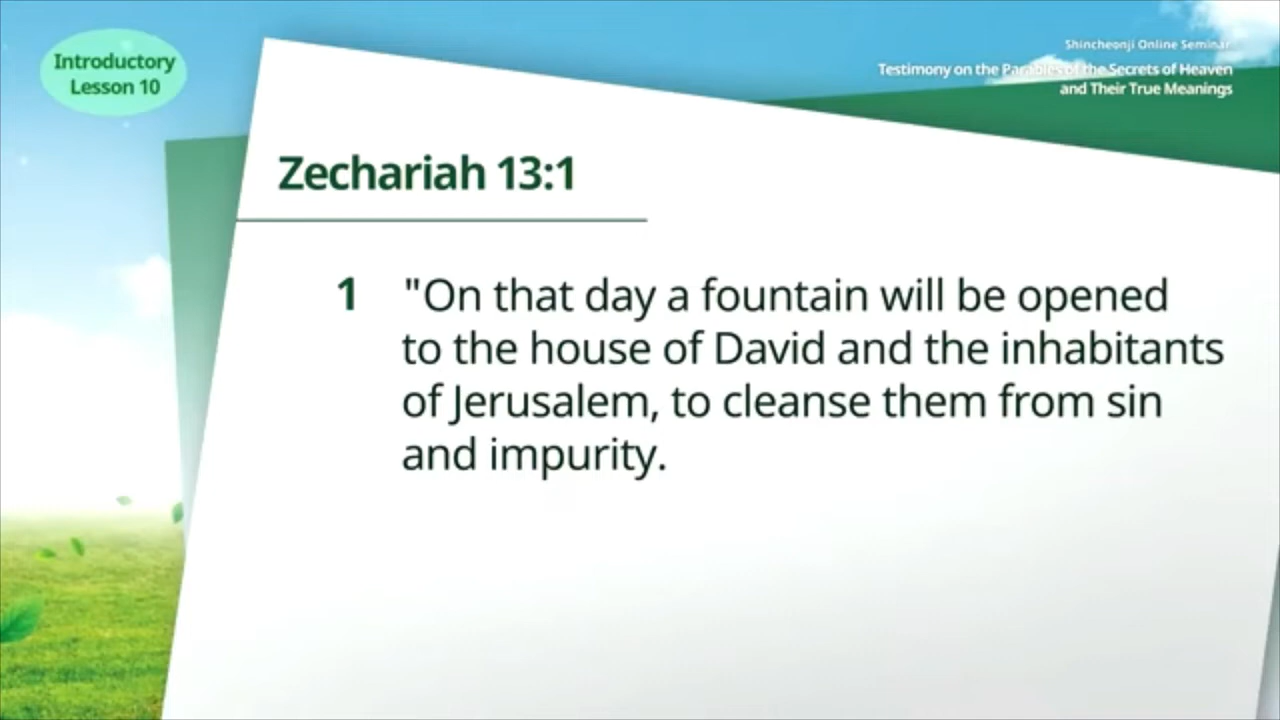 Introductory
Lesson 10
Shincheonji Online Seminar
Testimony on the Parables of the Secrets of Heaven
and Their True Meanings
Zechariah 13:1
1 "On that day a fountain will be opened
to the house of David and the inhabitants
of Jerusalem, to cleanse them from sin
and impurity.